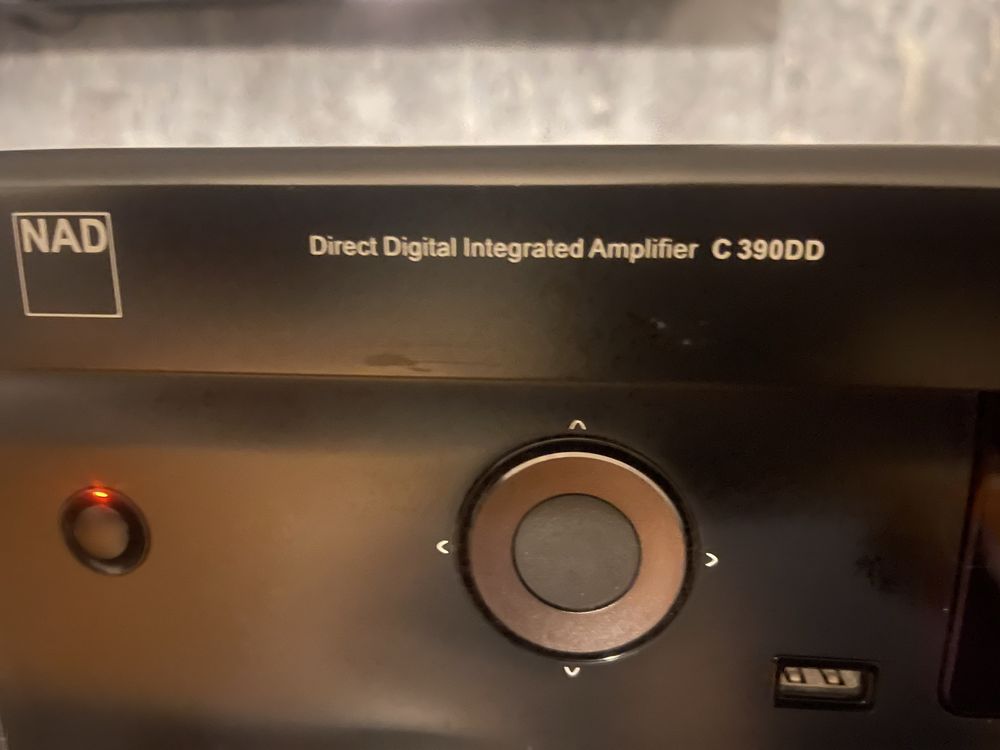 NAD
Direct Digital Integrated Amplifier C 390DD